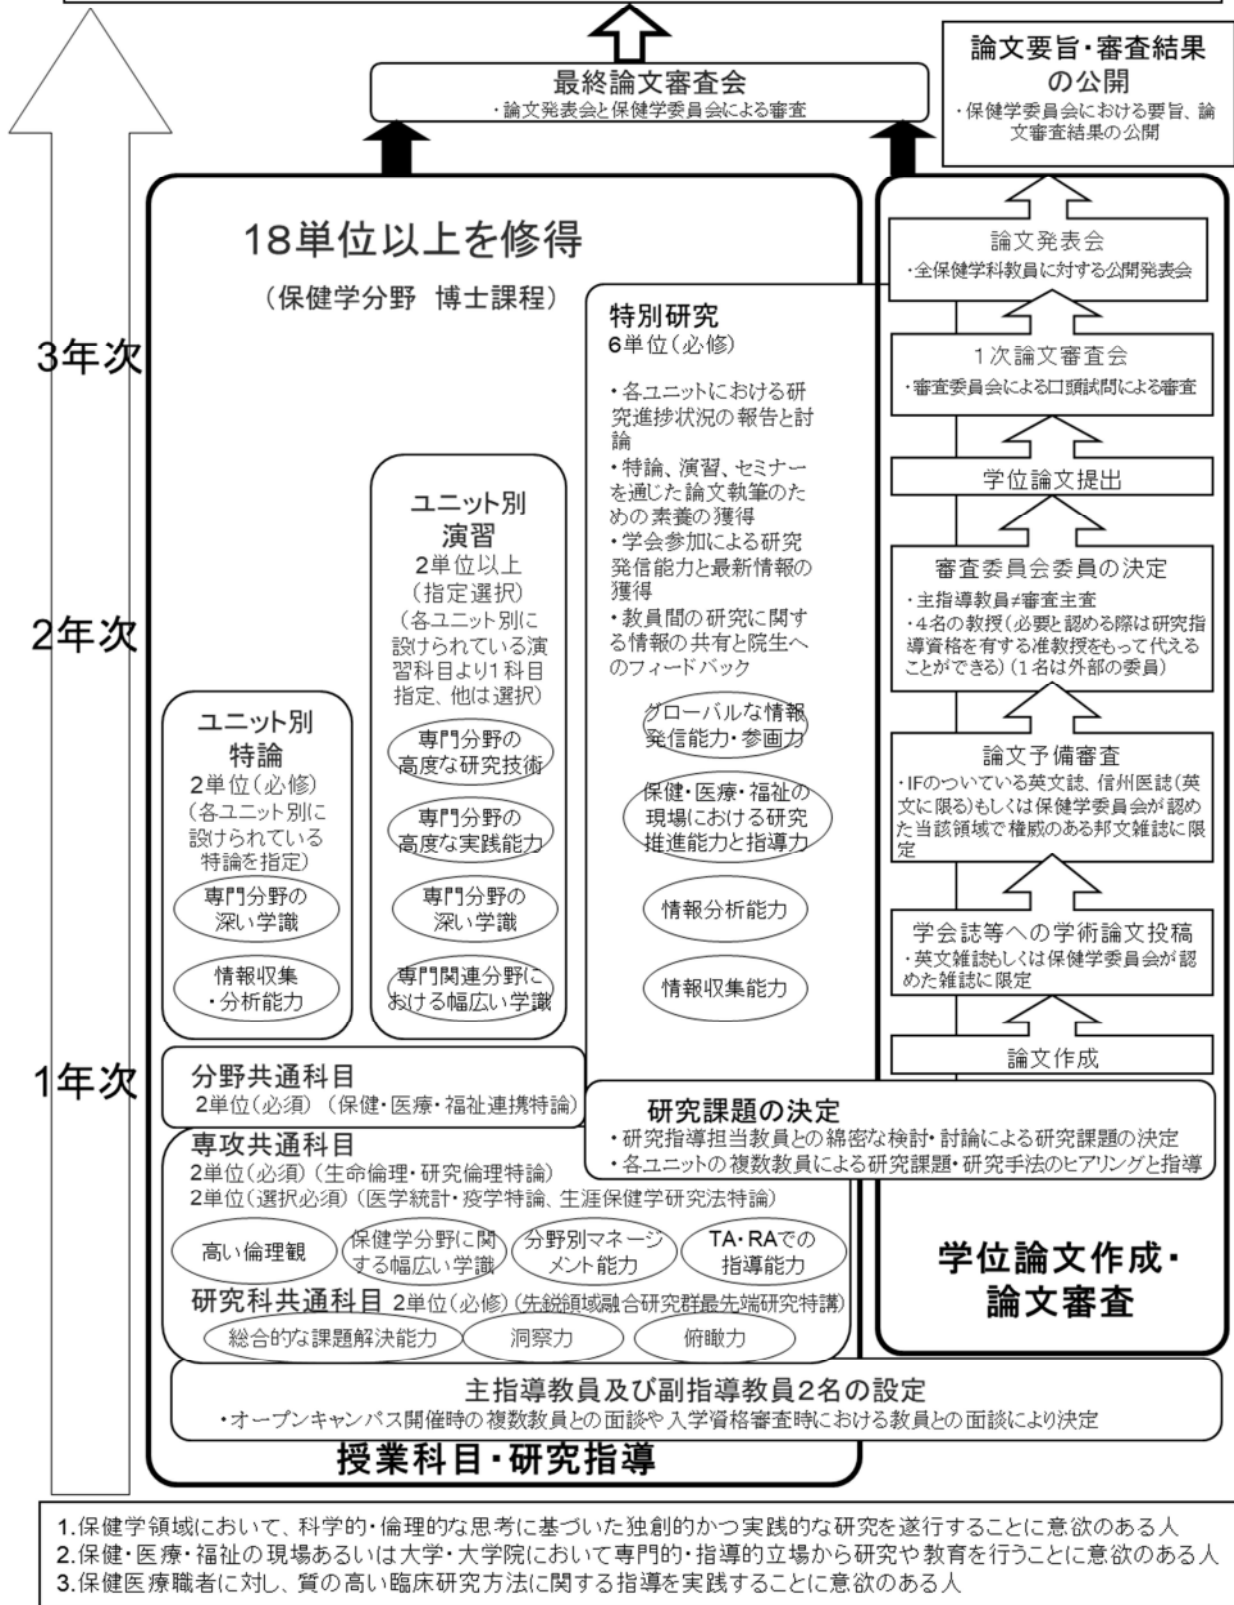 最終論文審査会
・論文発表会と保健学委員会による審査
論文要旨・審査結果
の公開
・保健学委員会における要旨、論
文審査結果の公開
3年次
2年次
1年次
18単位以上を修得
（保健学分野　博士課程）
ユニット別
特論
2単位（必修）
（各ユニット別に
設けられている
特論を指定）
専門分野の
深い学識
情報収集
・分析能力
ユニット別
演習
2単位以上
（指定選択）
（各ユニット別に
設けられている演
習科目より1科目
指定、他は選択）
専門分野の
高度な研究技術
専門分野の
高度な実践能力
専門分野の
深い学識
専門関連分野に
おける幅広い学識
特別研究
6単位（必修）
・各ユニットにおける研
究進捗状況の報告と討
論
・特論、演習、セミナー
を通じた論文執筆のた
めの素養の獲得
・学会参加による研究
発信能力と最新情報の
獲得
・教員間の研究に関す
る情報の共有と院生へ
のフィードバック
グローバルな情報
発信能力・参画力
保健・医療・福祉の
現場における研究
推進能力と指導力
情報分析能力
情報収集能力
分野共通科目
2単位（必須）（保健・医療・福祉連携特論）
専攻共通科目
2単位（必須）（生命倫理・研究倫理特論）
2単位（選択必須）（医学統計・疫学特論、生涯保健学研究法特論）
高い倫理観
保健学分野に関
する幅広い学識
分野別マネージ
メント能力
TA・RAでの
指導能力
研究科共通科目 2単位（必修）（先鋭領域融合研究群最先端研究特講）
総合的な課題解決能力
洞察力
俯瞰力
主指導教員及び副指導教員2名の設定
・オープンキャンパス開催時の複数教員との面談や入学資格審査時における教員との面談により決定
授業科目・研究指導
論文発表会
・全保健学科教員に対する公開発表会
1次論文審査会
・審査委員会による口頭試問による審査
学位論文提出
審査委員会委員の決定
・主指導教員≠審査主査
・4名の教授（必要と認める際は研究指
導資格を有する准教授をもって代える
ことができる）（1名は外部の委員）
論文予備審査
・IFのついている英文誌、信州医誌（英
文に限る）もしくは保健学委員会が認め
た当該領域で権威のある邦文雑誌に限
定
学会誌等への学術論文投稿
・英文雑誌もしくは保健学委員会が認
めた雑誌に限定
論文作成
研究課題の決定
・研究指導担当教員との綿密な検討・討論による研究課題の決定
・各ユニットの複数教員による研究課題・研究手法のヒアリングと指導
学位論文作成・
論文審査
1.保健学領域において、科学的・倫理的な思考に基づいた独創的かつ実践的な研究を遂行することに意欲のある人
2.保健・医療・福祉の現場あるいは大学・大学院において専門的・指導的立場から研究や教育を行うことに意欲のある人
3.保健医療職者に対し、質の高い臨床研究方法に関する指導を実践することに意欲のある人